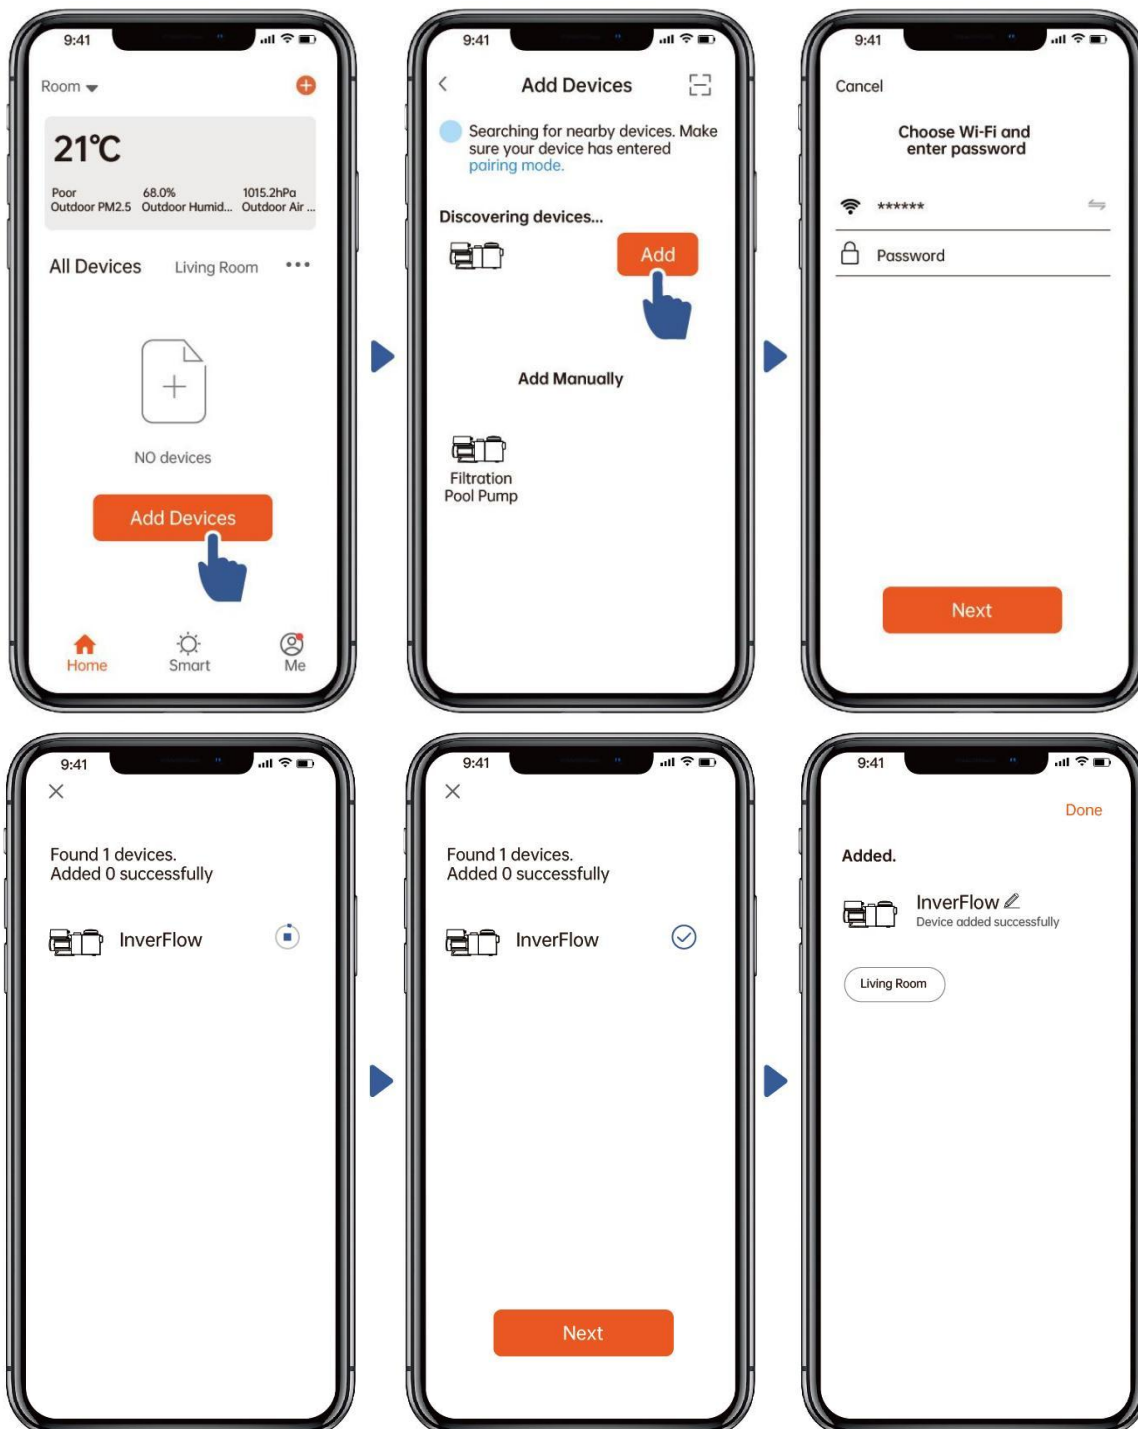 9:41
Room
21°C
Poor 68.0% 1015.2hPa
Outdoor PM2.5 Outdoor Humid... Outdoor Air ...
All Devices Living Room
NO devices
Add Devices
Home Smart Me
9:41
Add Devices
Searching for nearby devices. Make
sure your device has entered
pairing mode.
Discovering devices...
Add
Add Manually
Filtration
Pool Pump
9:41
Cancel
Choose Wi-Fi and
enter password
******
Password
Next
9:41
Found 1 devices.
Added 0 successfully
InverFlow
9:41
Found 1 devices.
Added 0 successfully
InverFlow
Next
9:41
Done
Added.
InverFlow
Device added successfully
Living Room